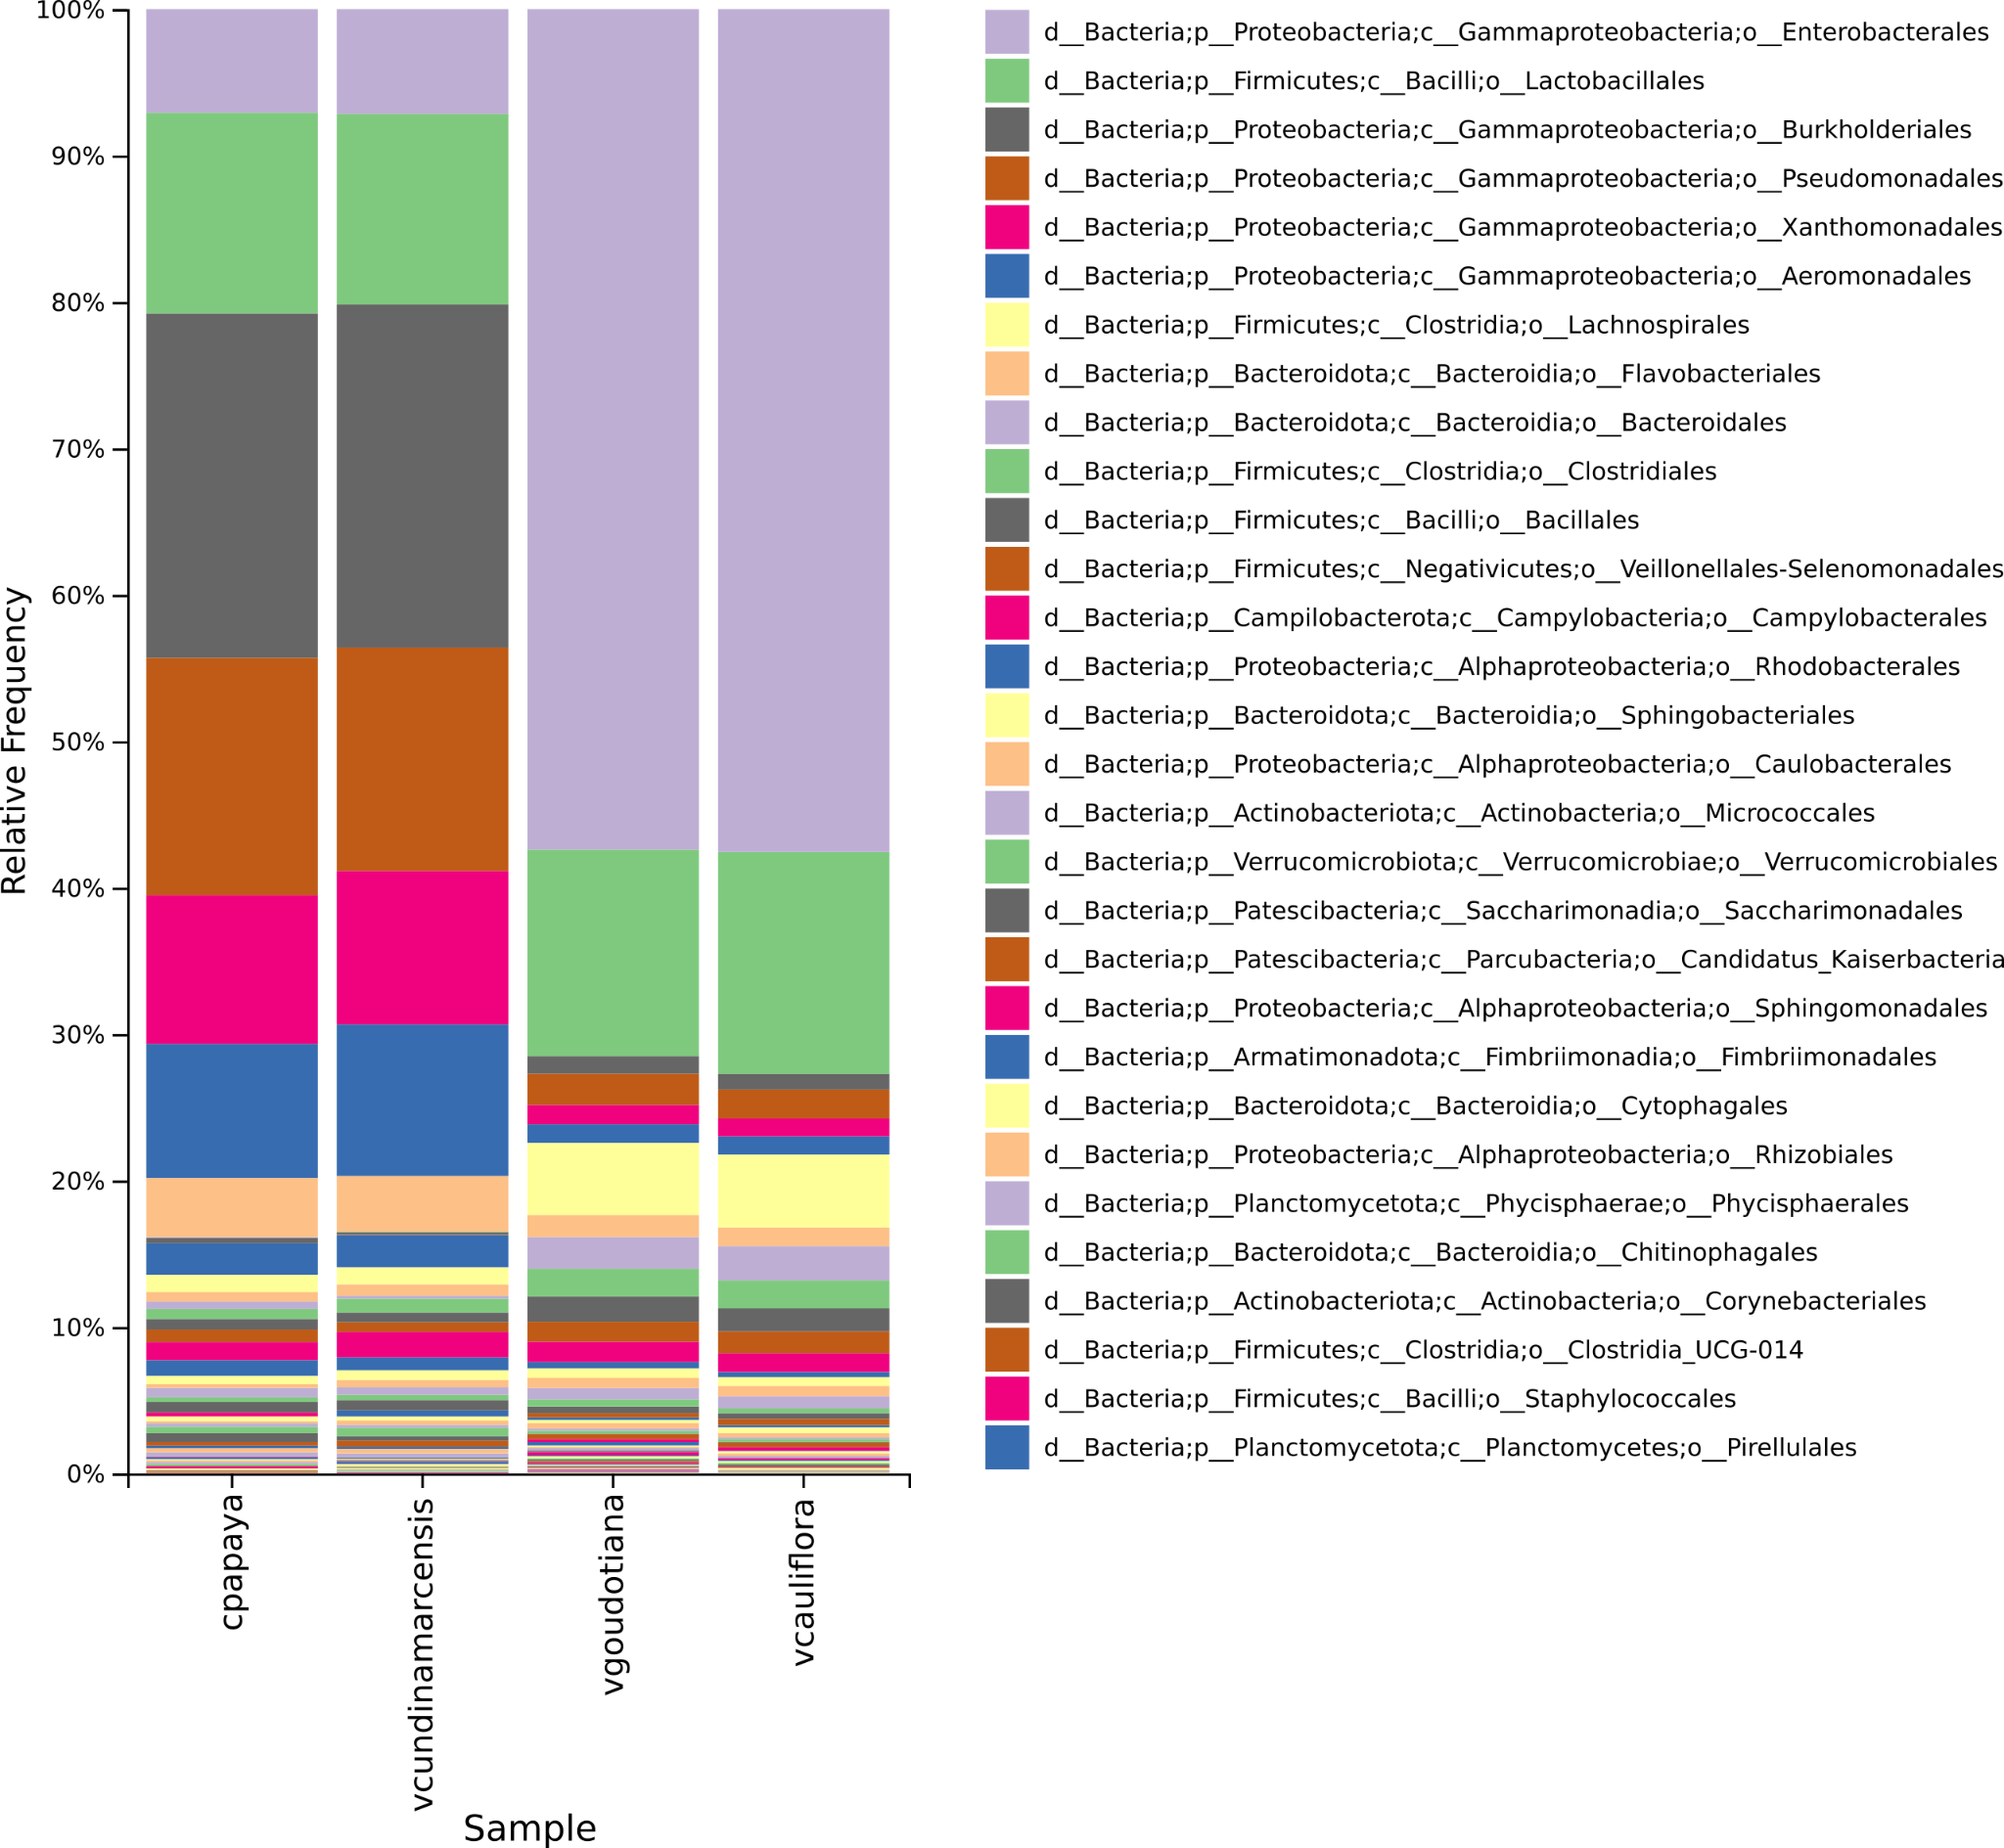 100%
90%
80%
70%
60%
50%
40%
30%
20%
10%
0%
Relative Frequency
cpapaya
vcundinamarcensis
vgoudotiana
vcauliflora
Sample
d__Bacteria;p__Proteobacteria;c__Gammaproteobacteria;o__Enterobacterales
d__Bacteria;p__Firmicutes;c__Bacilli;o__Lactobacillales
d__Bacteria;p__Proteobacteria;c__Gammaproteobacteria;o__Burkholderiales
d__Bacteria;p__Proteobacteria;c__Gammaproteobacteria;o__Pseudomonadales
d__Bacteria;p__Proteobacteria;c__Gammaproteobacteria;o__Xanthomonadales
d__Bacteria;p__Proteobacteria;c__Gammaproteobacteria;o__Aeromonadales
d__Bacteria;p__Firmicutes;c__Clostridia;o__Lachnospirales
d__Bacteria;p__Bacteroidota;c__Bacteroidia;o__Flavobacteriales
d__Bacteria;p__Bacteroidota;c__Bacteroidia;o__Bacteroidales
d__Bacteria;p__Firmicutes;c__Clostridia;o__Clostridiales
d__Bacteria;p__Firmicutes;c__Bacilli;o__Bacillales
d__Bacteria;p__Firmicutes;c__Negativicutes;o__Veillonellales-Selenomonadales
d__Bacteria;p__Campilobacterota;c__Campylobacteria;o__Campylobacterales
d__Bacteria;p__Proteobacteria;c__Alphaproteobacteria;o__Rhodobacterales
d__Bacteria;p__Bacteroidota;c__Bacteroidia;o__Sphingobacteriales
d__Bacteria;p__Proteobacteria;c__Alphaproteobacteria;o__Caulobacterales
d__Bacteria;p__Actinobacteriota;c__Actinobacteria;o__Micrococcales
d__Bacteria;p__Verrucomicrobiota;c__Verrucomicrobiae;o__Verrucomicrobiales
d__Bacteria;p__Patescibacteria;c__Saccharimonadia;o__Saccharimonadales
d__Bacteria;p__Patescibacteria;c__Parcubacteria;o__Candidatus_Kaiserbacteria
d__Bacteria;p__Proteobacteria;c__Alphaproteobacteria;o__Sphingomonadales
d__Bacteria;p__Armatimonadota;c__Fimbriimonadia;o__Fimbriimonadales
d__Bacteria;p__Bacteroidota;c__Bacteroidia;o__Cytophagales
d__Bacteria;p__Proteobacteria;c__Alphaproteobacteria;o__Rhizobiales
d__Bacteria;p__Planctomycetota;c__Phycisphaerae;o__Phycisphaerales
d__Bacteria;p__Bacteroidota;c__Bacteroidia;o__Chitinophagales
d__Bacteria;p__Actinobacteriota;c__Actinobacteria;o__Corynebacteriales
d__Bacteria;p__Firmicutes;c__Clostridia;o__Clostridia_UCG-014
d__Bacteria;p__Firmicutes;c__Bacilli;o__Staphylococcales
d__Bacteria;p__Planctomycetota;c__Planctomycetes;o__Pirellulales